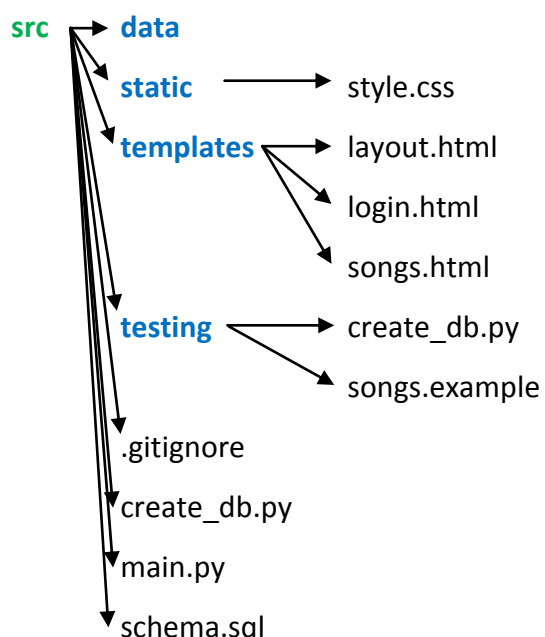 src data
static style.css
templates layout.html
login.html
songs.html
testing create_db.py
songs.example
.gitignore
create_db.py
main.py
schema.sql